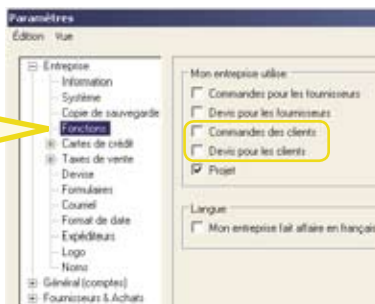 Paramètres
Édition Vue
Entreprise
Information
Système
Copie de sauvegarde
Fonctions
Cartes de crédit
Taxes de vente
Devise
Formulaires
Courriel
Format de date
Expéditeurs
Logo
Noms
Général (comptes)
Fournisseurs & Achats
Mon entreprise utilise
Commandes pour les fournisseurs
Devis pour les fournisseurs
Commandes des clients
Devis pour les clients
Projet
Langue
Mon entreprise fait affaire en français